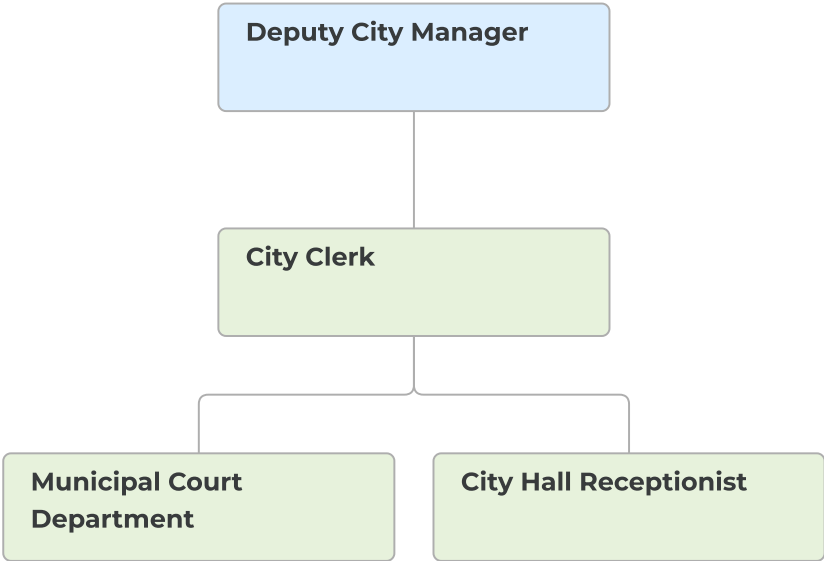 Deputy City Manager
City Clerk
Municipal Court
Department
City Hall Receptionist